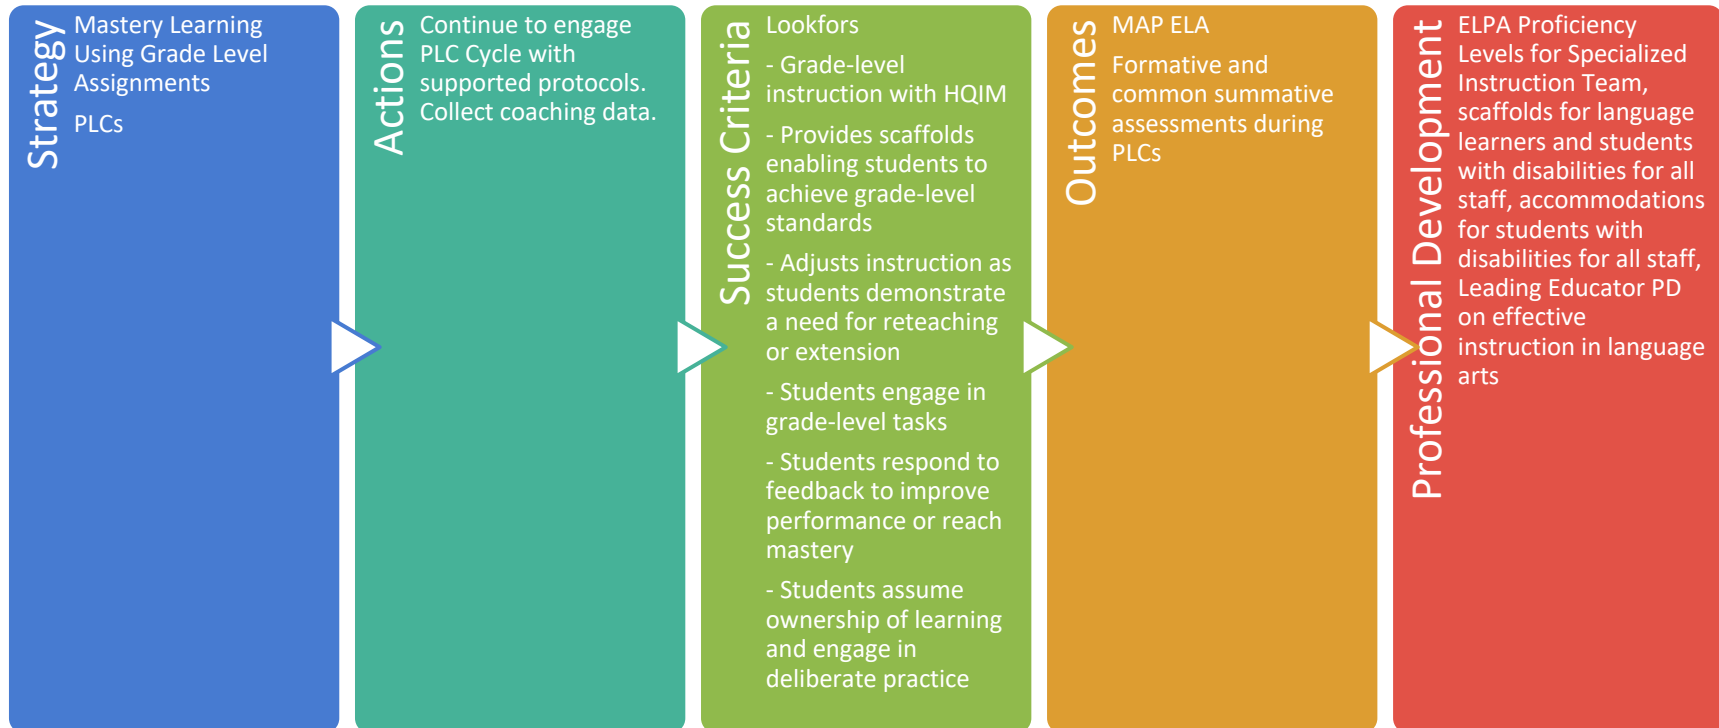 Strategy
Mastery Learning
Using Grade Level
Assignments
PLCs
Actions
Continue to engage
PLC Cycle with
supported protocols.
Collect coaching data.
Success Criteria
Lookfors
- Grade-level
instruction with HQIM
- Provides scaffolds
enabling students to
achieve grade-level
standards
- Adjusts instruction as
students demonstrate
a need for reteaching
or extension
- Students engage in
grade-level tasks
- Students respond to
feedback to improve
performance or reach
mastery
- Students assume
ownership of learning
and engage in
deliberate practice
Outcomes
MAP ELA
Formative and
common summative
assessments during
PLCs
Professional Development
ELPA Proficiency
Levels for Specialized
Instruction Team,
scaffolds for language
learners and students
with disabilities for all
staff, accommodations
for students with
disabilities for all staff,
Leading Educator PD
on effective
instruction in language
arts